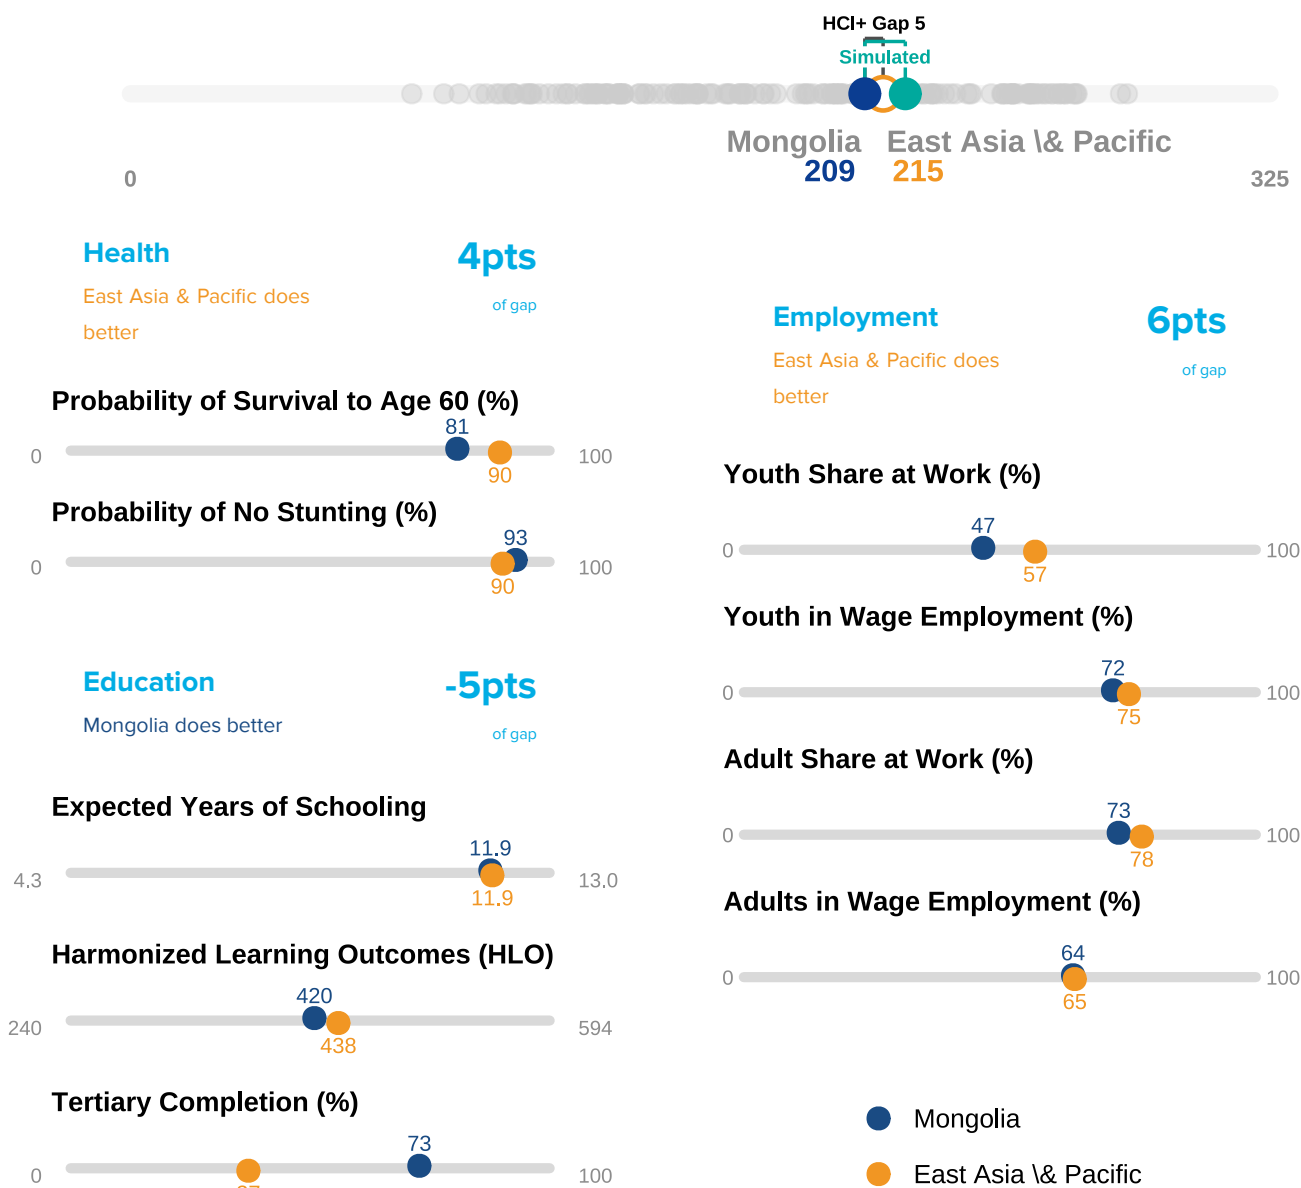 HCI+ Gap 5
Simulated
Mongolia
East Asia \& Pacific
209
215
0
325
Health
4pts
East Asia & Pacific does
better
of gap
Probability of Survival to Age 60 (%)
81
0
100
90
Probability of No Stunting (%)
93
0
100
90
Education
-5pts
Mongolia does better
of gap
Expected Years of Schooling
11.9
4.3
13.0
11.9
Harmonized Learning Outcomes (HLO)
420
240
594
438
Tertiary Completion (%)
73
0
100
Employment
6pts
East Asia & Pacific does
better
of gap
Youth Share at Work (%)
47
0
100
57
Youth in Wage Employment (%)
72
0
100
75
Adult Share at Work (%)
73
0
100
78
Adults in Wage Employment (%)
64
0
100
65
Mongolia
East Asia \& Pacific